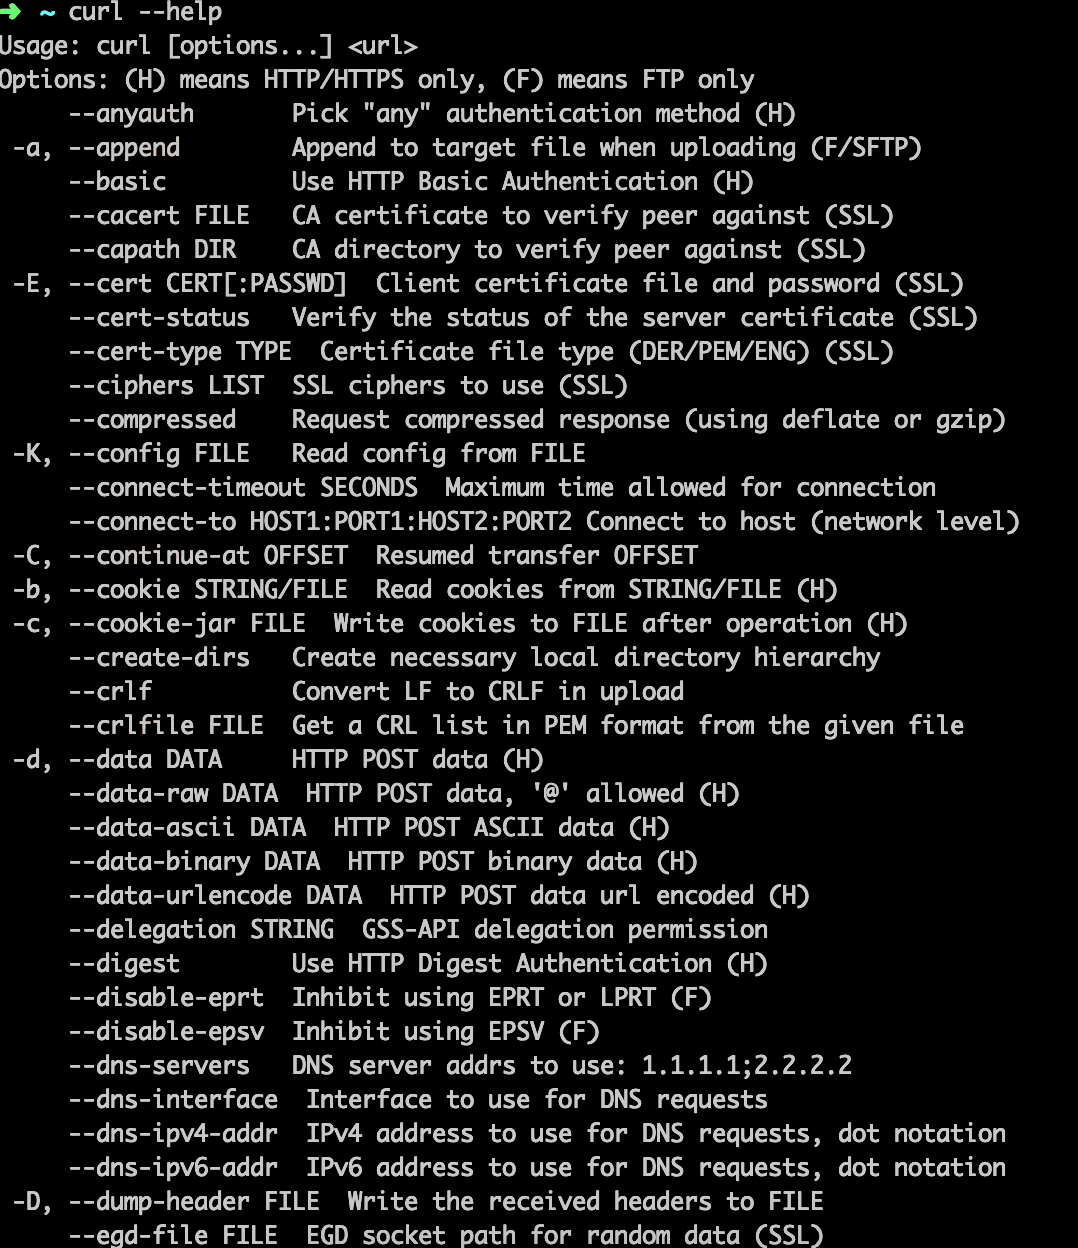 ➜ ~ curl --help
Usage: curl [options...] <url>
Options: (H) means HTTP/HTTPS only, (F) means FTP only
     --anyauth       Pick "any" authentication method (H)
 -a, --append        Append to target file when uploading (F/SFTP)
     --basic         Use HTTP Basic Authentication (H)
     --cacert FILE   CA certificate to verify peer against (SSL)
     --capath DIR    CA directory to verify peer against (SSL)
 -E, --cert CERT[:PASSWD]  Client certificate file and password (SSL)
     --cert-status   Verify the status of the server certificate (SSL)
     --cert-type TYPE  Certificate file type (DER/PEM/ENG) (SSL)
     --ciphers LIST  SSL ciphers to use (SSL)
     --compressed    Request compressed response (using deflate or gzip)
 -K, --config FILE   Read config from FILE
     --connect-timeout SECONDS  Maximum time allowed for connection
     --connect-to HOST1:PORT1:HOST2:PORT2 Connect to host (network level)
 -C, --continue-at OFFSET  Resumed transfer OFFSET
 -b, --cookie STRING/FILE  Read cookies from STRING/FILE (H)
 -c, --cookie-jar FILE  Write cookies to FILE after operation (H)
     --create-dirs   Create necessary local directory hierarchy
     --crlf          Convert LF to CRLF in upload
     --crlfile FILE  Get a CRL list in PEM format from the given file
 -d, --data DATA     HTTP POST data (H)
     --data-raw DATA  HTTP POST data, '@' allowed (H)
     --data-ascii DATA  HTTP POST ASCII data (H)
     --data-binary DATA  HTTP POST binary data (H)
     --data-urlencode DATA  HTTP POST data url encoded (H)
     --delegation STRING  GSS-API delegation permission
     --digest        Use HTTP Digest Authentication (H)
     --disable-eprt  Inhibit using EPRT or LPRT (F)
     --disable-epsv  Inhibit using EPSV (F)
     --dns-servers   DNS server addrs to use: 1.1.1.1;2.2.2.2
     --dns-interface  Interface to use for DNS requests
     --dns-ipv4-addr  IPv4 address to use for DNS requests, dot notation
     --dns-ipv6-addr  IPv6 address to use for DNS requests, dot notation
 -D, --dump-header FILE  Write the received headers to FILE
     --egd-file FILE  EGD socket path for random data (SSL)